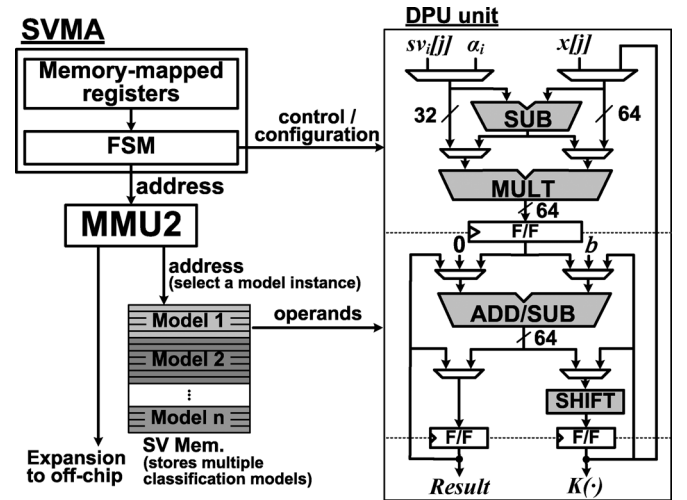 SVMA
Memory-mapped
registers
FSM
control /
configuration
address
MMU2
address
(select a model instance)
Model 1
operands
Model 2
⋮
Model n
Expansion
to off-chip
SV Mem.
(stores multiple
classification models)
DPU unit
svᵢ[j] αᵢ x[j]
32
SUB
64
MULT
64
F/F
0 b
ADD/SUB
64
SHIFT
F/F F/F
Result K(·)